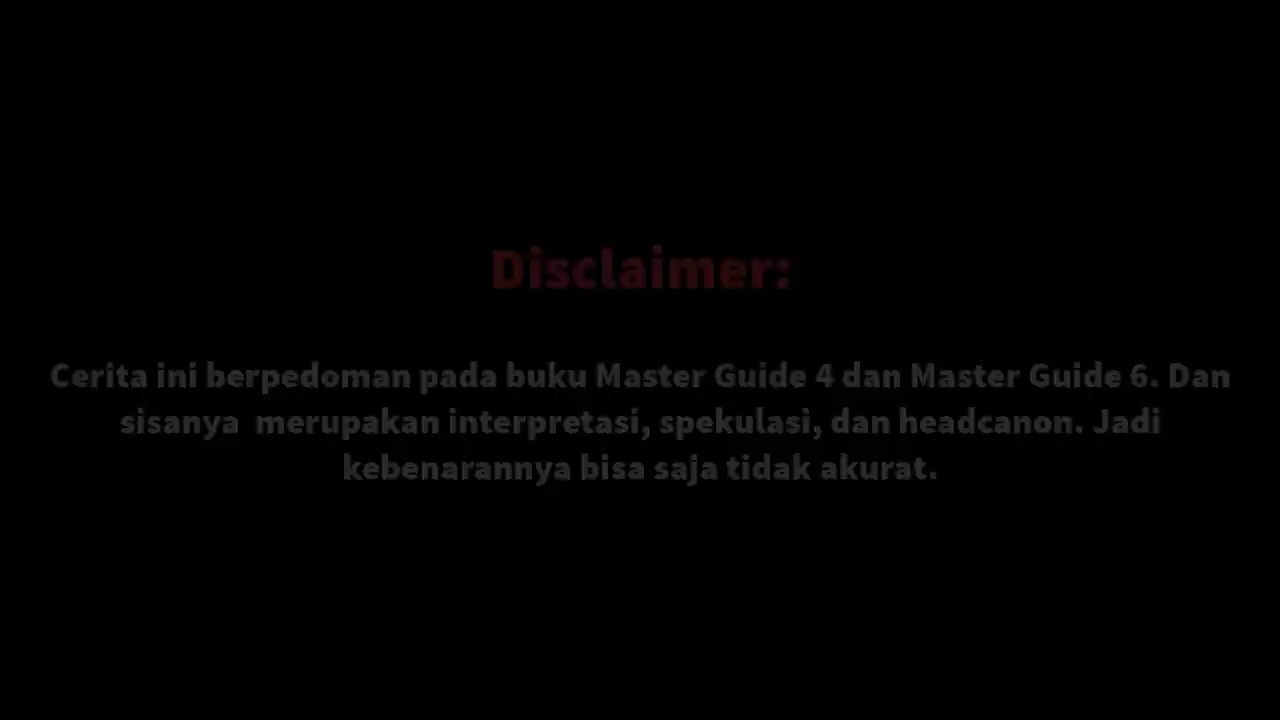 Disclaimer:
Cerita ini berpedoman pada buku Master Guide 4 dan Master Guide 6. Dan
sisanya  merupakan interpretasi, spekulasi, dan headcanon. Jadi
kebenarannya bisa saja tidak akurat.